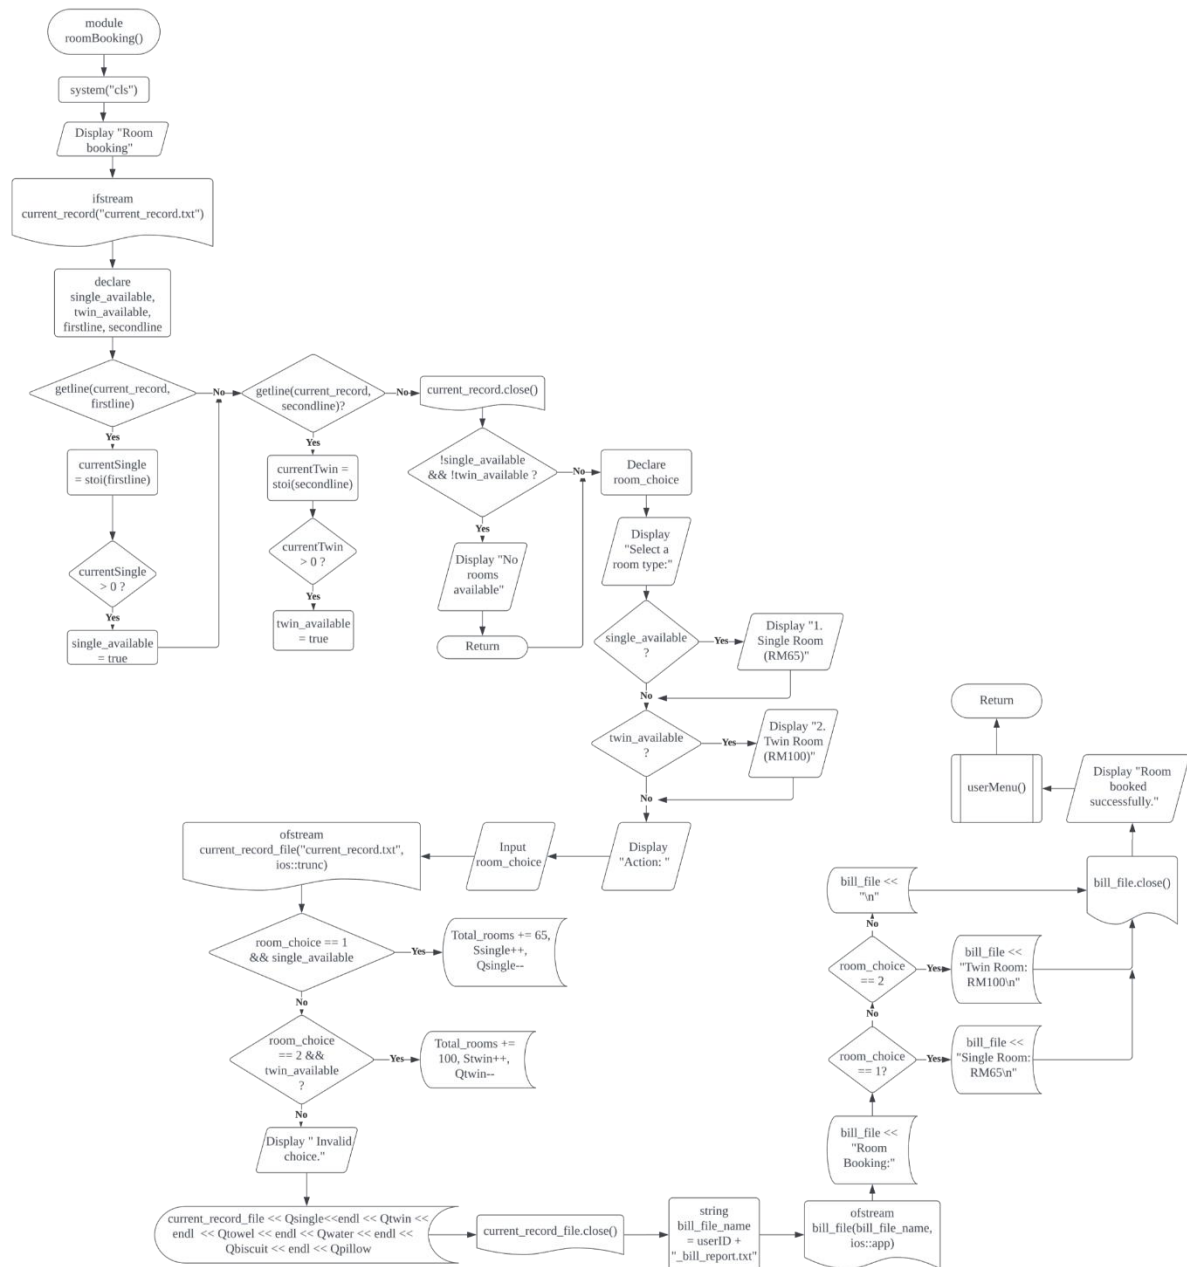 module
roomBooking()
system("cls")
Display "Room
booking"
ifstream
current_record("current_record.txt")
declare
single_available,
twin_available,
firstline, secondline
getline(current_record,
firstline)
No
Yes
currentSingle
= stoi(firstline)
currentSingle
> 0 ?
Yes
single_available
= true
getline(current_record,
secondline)?
No
Yes
currentTwin =
stoi(secondline)
currentTwin
> 0 ?
Yes
twin_available
= true
current_record.close()
!single_available
&& !twin_available ?
No
Yes
Display "No
rooms
available"
Return
Declare
room_choice
Display
"Select a
room type:"
single_available
?
Yes
Display "1.
Single Room
(RM65)"
No
twin_available
?
Yes
Display "2.
Twin Room
(RM100)"
No
Display
"Action: "
Input
room_choice
ofstream
current_record_file("current_record.txt",
ios::trunc)
room_choice == 1
&& single_available
Yes
Total_rooms += 65,
Ssingle++,
Qsingle--
No
room_choice
== 2 &&
twin_available
?
Yes
Total_rooms +=
100, Stwin++,
Qtwin--
No
Display " Invalid
choice."
current_record_file << Qsingle<<endl << Qtwin <<
endl << Qtowel << endl << Qwater << endl <<
Qbiscuit << endl << Qpillow
current_record_file.close()
string
bill_file_name
= userID +
"_bill_report.txt"
ofstream
bill_file(bill_file_name,
ios::app)
bill_file <<
"Room
Booking:"
room_choice
== 1?
Yes
bill_file <<
"Single Room:
RM65\n"
No
room_choice
== 2
Yes
bill_file <<
"Twin Room:
RM100\n"
No
bill_file <<
"\n"
bill_file.close()
Display "Room
booked
successfully."
userMenu()
Return